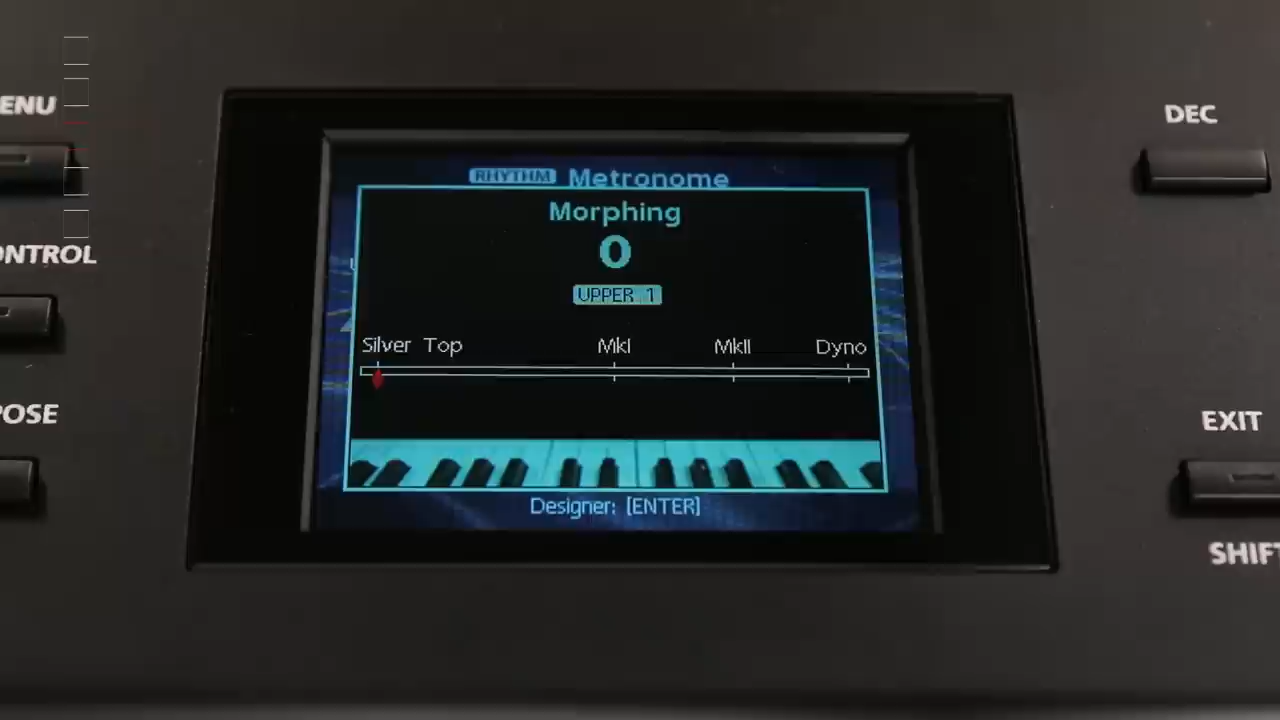 ENU
DEC
RHYTHM Metronome
Morphing
0
ONTROL
UPPER 1
Silver Top MkI MkII Dyno
POSE
EXIT
Designer: [ENTER]
SHIFT